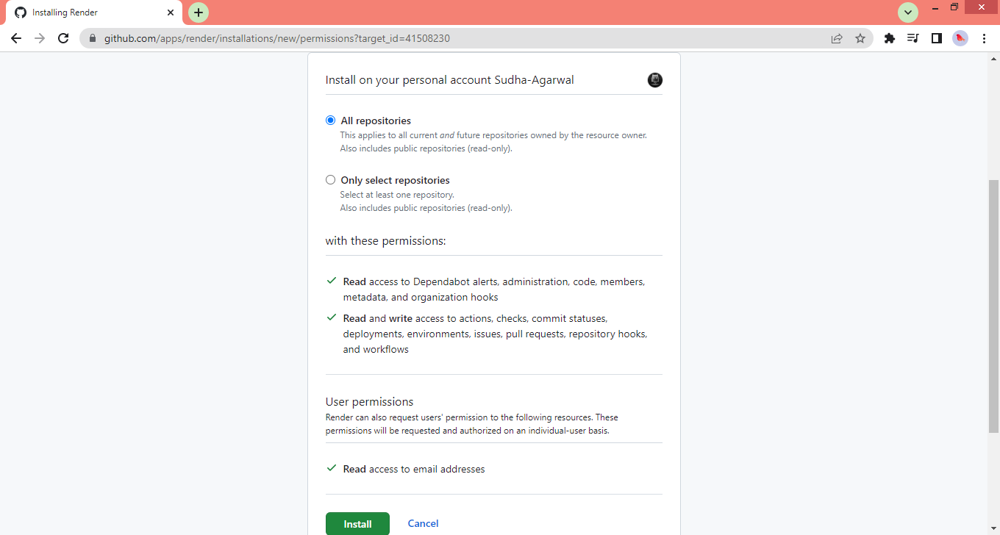 Installing Render
github.com/apps/render/installations/new/permissions?target_id=41508230
Install on your personal account Sudha-Agarwal
All repositories
This applies to all current and future repositories owned by the resource owner.
Also includes public repositories (read-only).
Only select repositories
Select at least one repository.
Also includes public repositories (read-only).
with these permissions:
Read access to Dependabot alerts, administration, code, members,
metadata, and organization hooks
Read and write access to actions, checks, commit statuses,
deployments, environments, issues, pull requests, repository hooks,
and workflows
User permissions
Render can also request users' permission to the following resources. These
permissions will be requested and authorized on an individual-user basis.
Read access to email addresses
Install Cancel